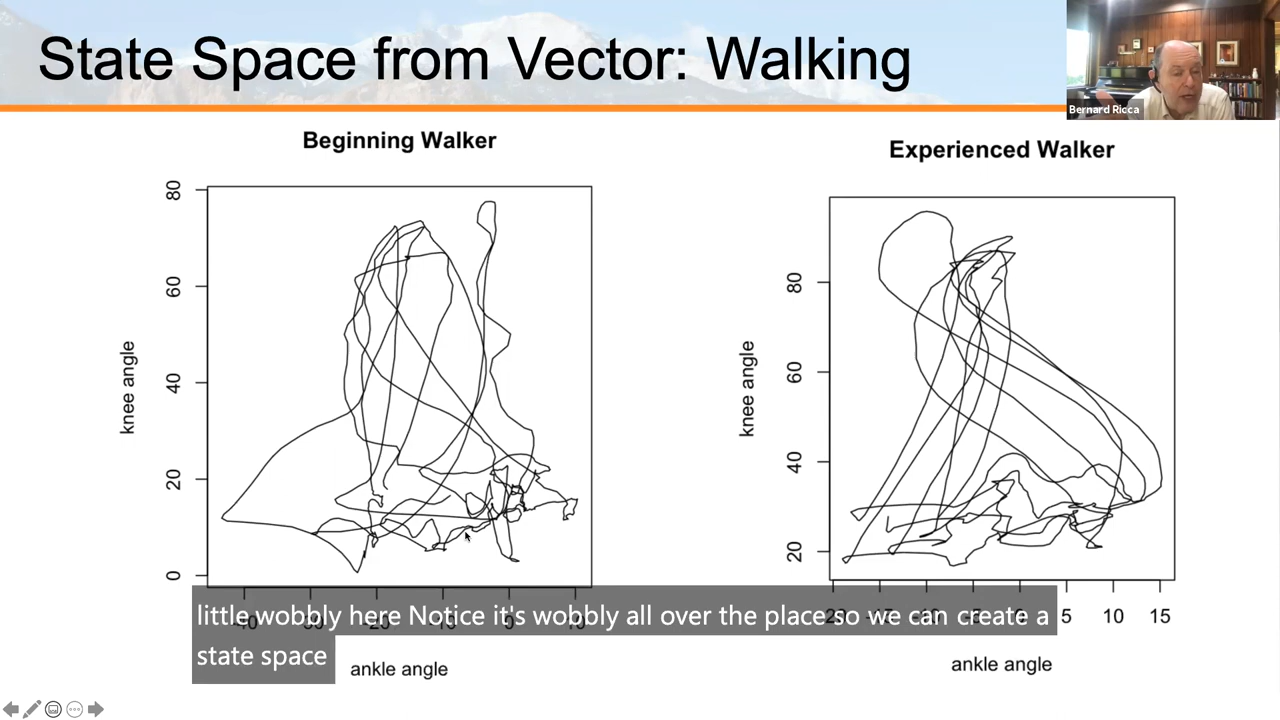 State Space from Vector: Walking
Bernard Ricca
Beginning Walker
80
60
40
20
0
knee angle
ankle angle
Experienced Walker
80
60
40
20
knee angle
5
10
15
ankle angle
little wobbly here Notice it's wobbly all over the place so we can create a
state space